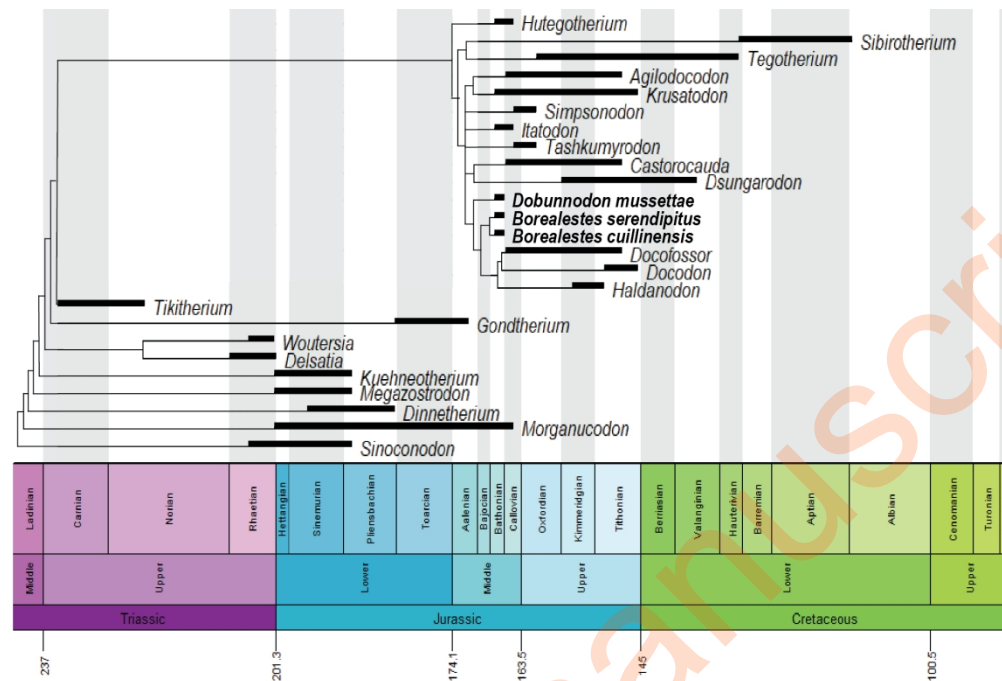 Hutegotherium
Sibirotherium
Tegotherium
Agilodocodon
Krusatodon
Simpsonodon
Itatodon
Tashkumyrodon
Castorocauda
Dsungarodon
Dobunnodon mussettae
Borealestes serendipitus
Borealestes cuillinensis
Docofossor
Docodon
Haldanodon
Tikitherium
Gondtherium
Woutersia
Delsatia
Kuehneotherium
Megazostrodon
Dinnetherium
Morganucodon
Sinoconodon
Ladinian Carnian Norian Rhaetian Hettangian Sinemurian Pliensbachian Toarcian Aalenian Bajocian Bathonian Callovian Oxfordian Kimmeridgian Tithonian Berriasian Valanginian Hauterivian Barremian Aptian Albian Cenomanian Turonian
Middle Upper Lower Middle Upper Lower Upper
Triassic Jurassic Cretaceous
237 201.3 174.1 163.5 145 100.5
anuscri